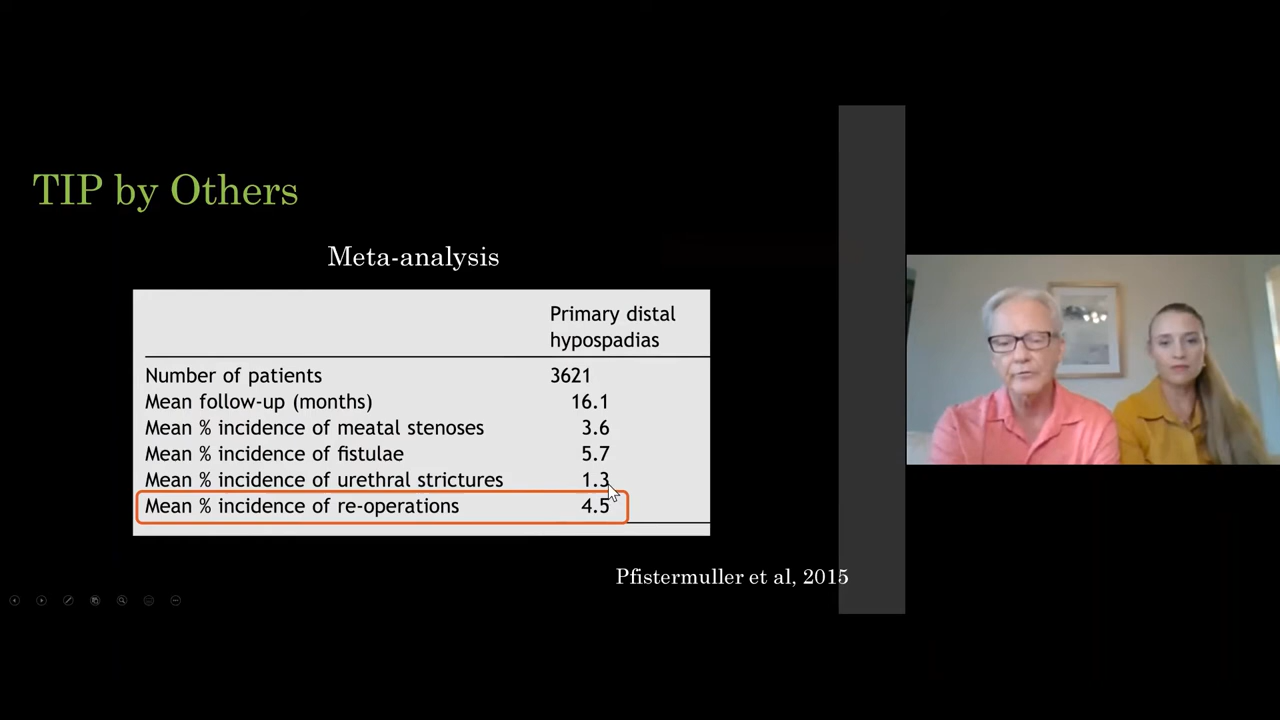 TIP by Others
Meta-analysis
Primary distal
hypospadias
Number of patients 3621
Mean follow-up (months) 16.1
Mean % incidence of meatal stenoses 3.6
Mean % incidence of fistulae 5.7
Mean % incidence of urethral strictures 1.3
Mean % incidence of re-operations 4.5
Pfistermuller et al, 2015